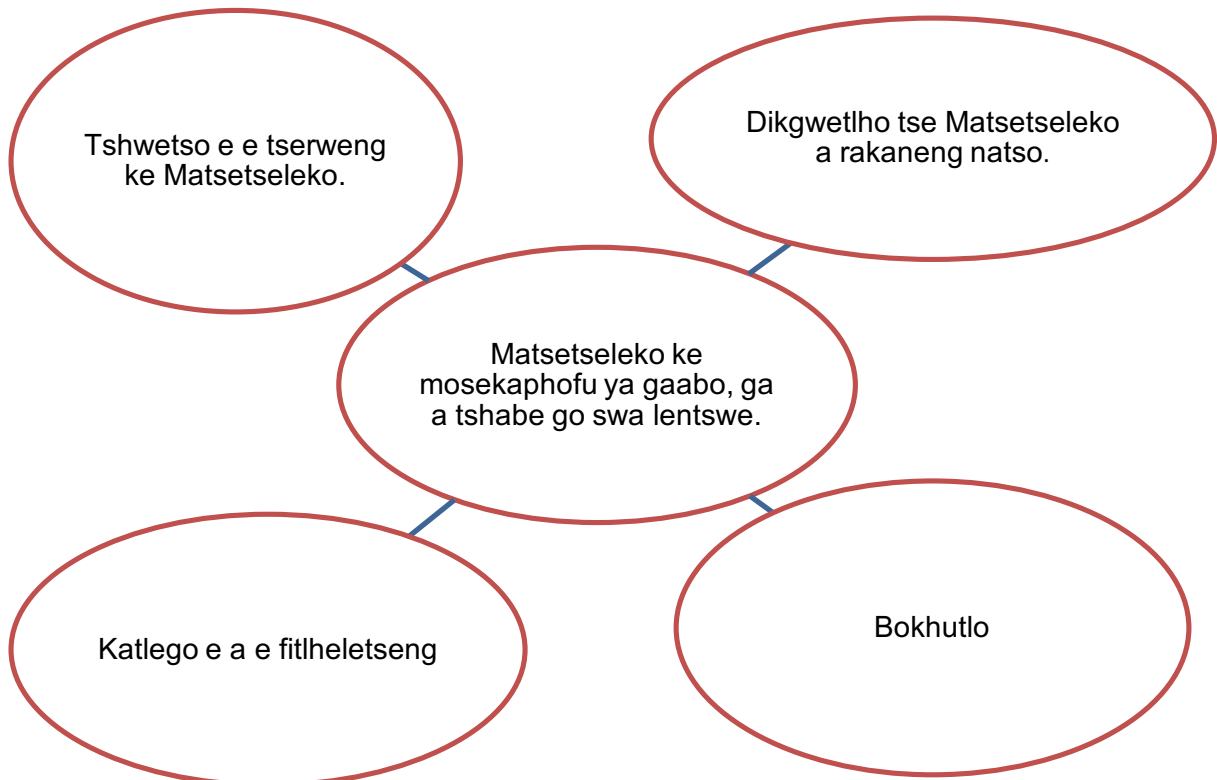 Tshwetso e e tserweng
ke Matsetseleko.
Dikgwetlho tse Matsetseleko
a rakaneng natso.
Matsetseleko ke
mosekaphofu ya gaabo, ga
a tshabe go swa lentswe.
Katlego e a e fitlheletseng
Bokhutlo